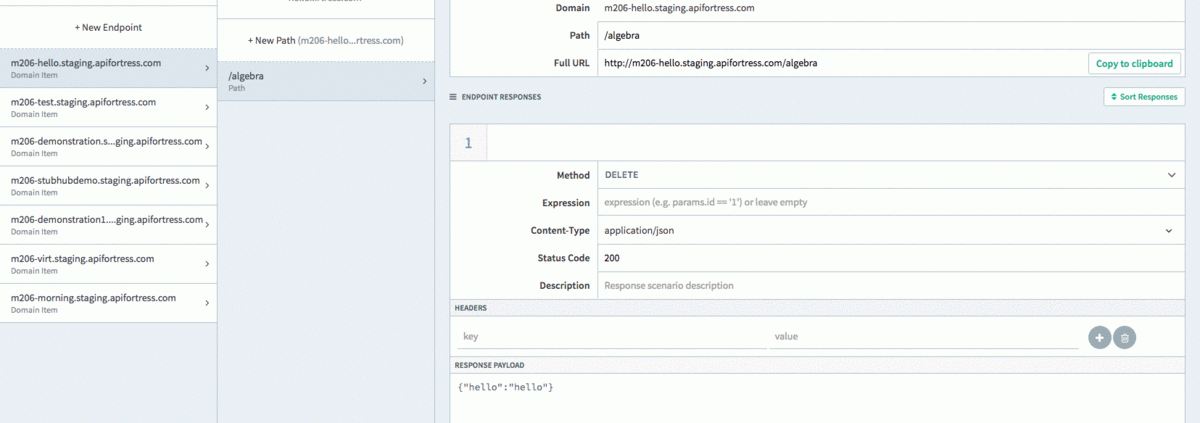 + New Endpoint
m206-hello.staging.apifortress.com
Domain Item
m206-test.staging.apifortress.com
Domain Item
m206-demonstration.s...ging.apifortress.com
Domain Item
m206-stubhubdemo.staging.apifortress.com
Domain Item
m206-demonstration1....ging.apifortress.com
Domain Item
m206-virt.staging.apifortress.com
Domain Item
m206-morning.staging.apifortress.com
Domain Item
+ New Path (m206-hello...rtress.com)
/algebra
Path
Domain m206-hello.staging.apifortress.com
Path /algebra
Full URL http://m206-hello.staging.apifortress.com/algebra Copy to clipboard
ENDPOINT RESPONSES Sort Responses
1
Method DELETE
Expression expression (e.g. params.id == '1') or leave empty
Content-Type application/json
Status Code 200
Description Response scenario description
HEADERS
key value
RESPONSE PAYLOAD
{"hello":"hello"}